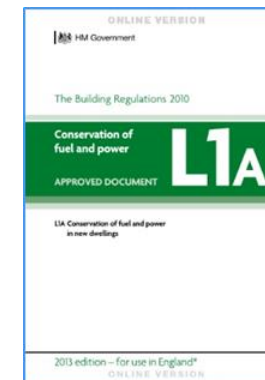 ONLINE VERSION
HM Government
The Building Regulations 2010
Conservation of
fuel and power
APPROVED DOCUMENT
L1A
L1A Conservation of fuel and power
in new dwellings
2013 edition – for use in England*
ONLINE VERSION